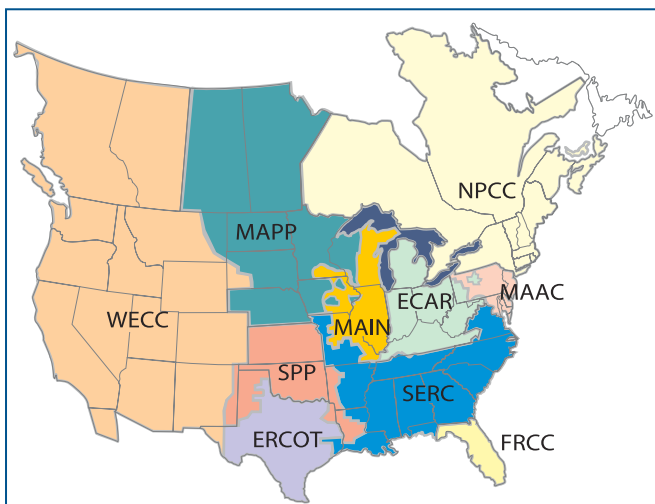 NPCC
MAPP
MAAC
ECAR
WECC
MAIN
SPP
SERC
ERCOT
FRCC